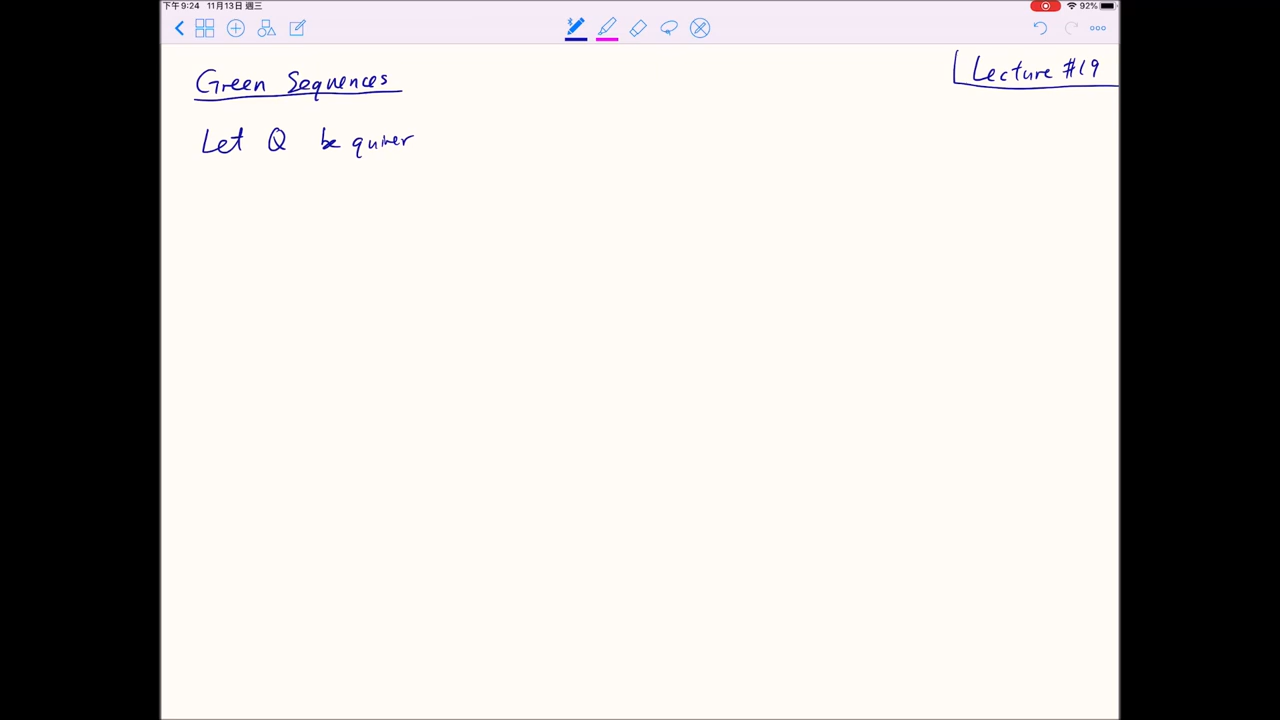 下午9:24 11月13日 週三
92%
Lecture #19
Green Sequences
Let Q be quiver